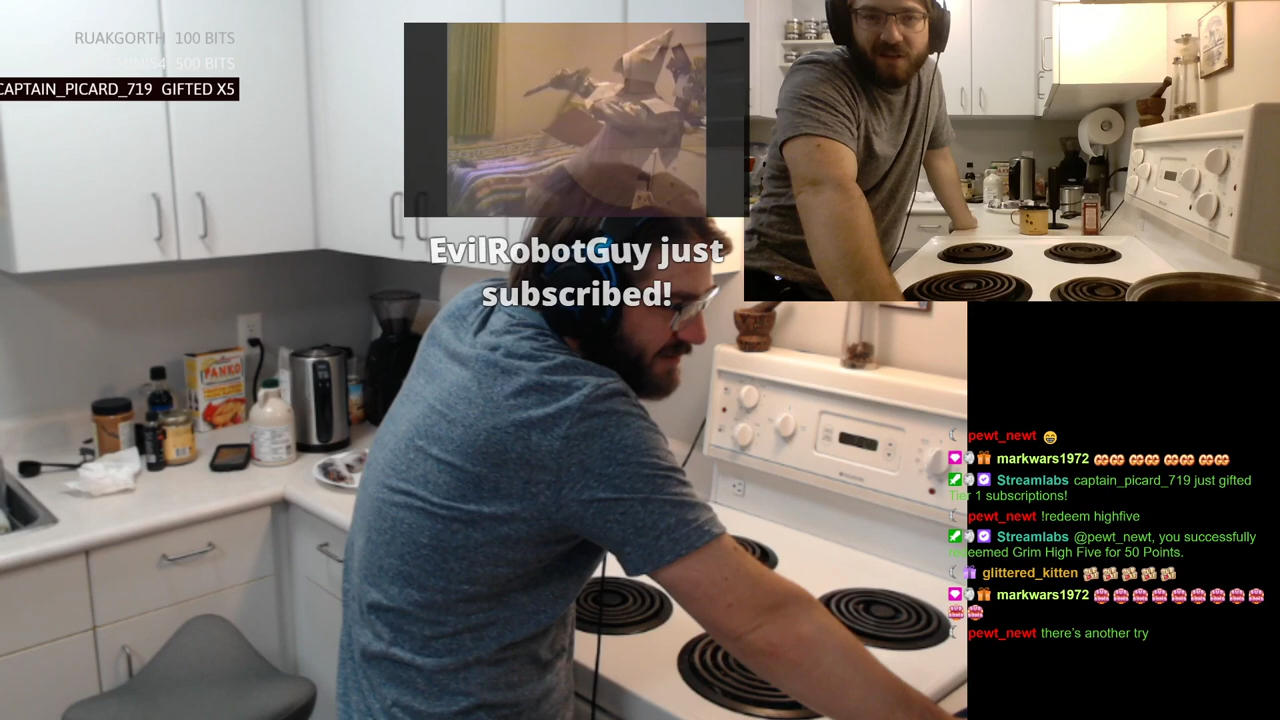 RUAKGORTH 100 BITS
500 BITS
CAPTAIN_PICARD_719 GIFTED X5
EvilRobotGuy just
subscribed!
PANKO
pewt_newt
markwars1972
Streamlabs captain_picard_719 just gifted
Tier 1 subscriptions!
pewt_newt !redeem highfive
Streamlabs @pewt_newt, you successfully
redeemed Grim High Five for 50 Points.
glittered_kitten
markwars1972
pewt_newt there's another try